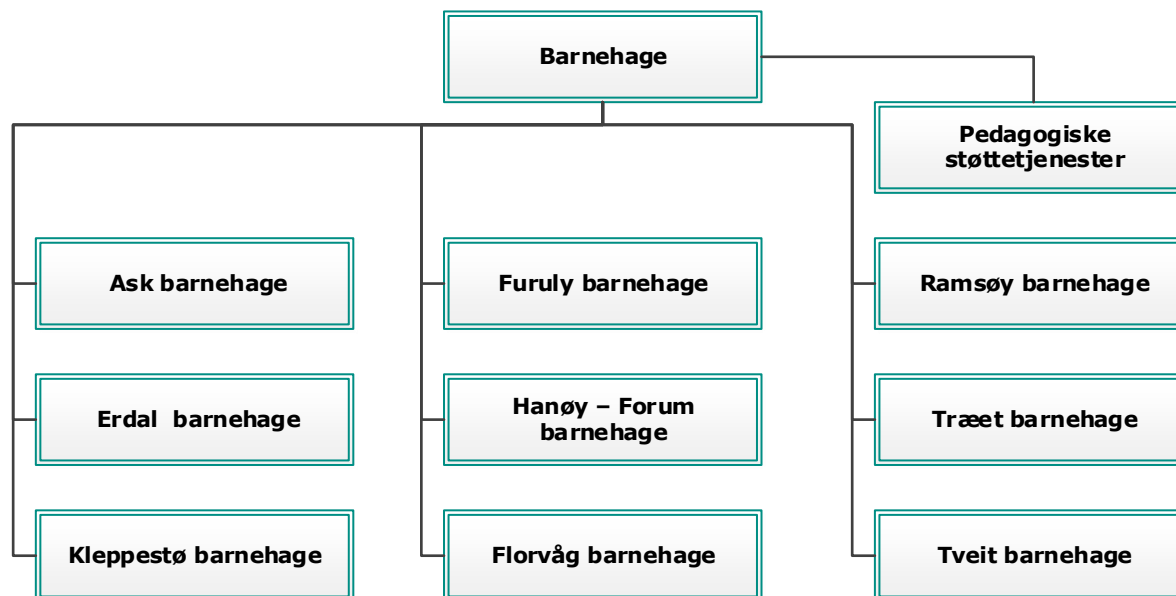 Barnehage
Pedagogiske
støttetjenester
Ask barnehage
Furuly barnehage
Ramsøy barnehage
Erdal  barnehage
Hanøy – Forum
barnehage
Træet barnehage
Kleppestø barnehage
Florvåg barnehage
Tveit barnehage